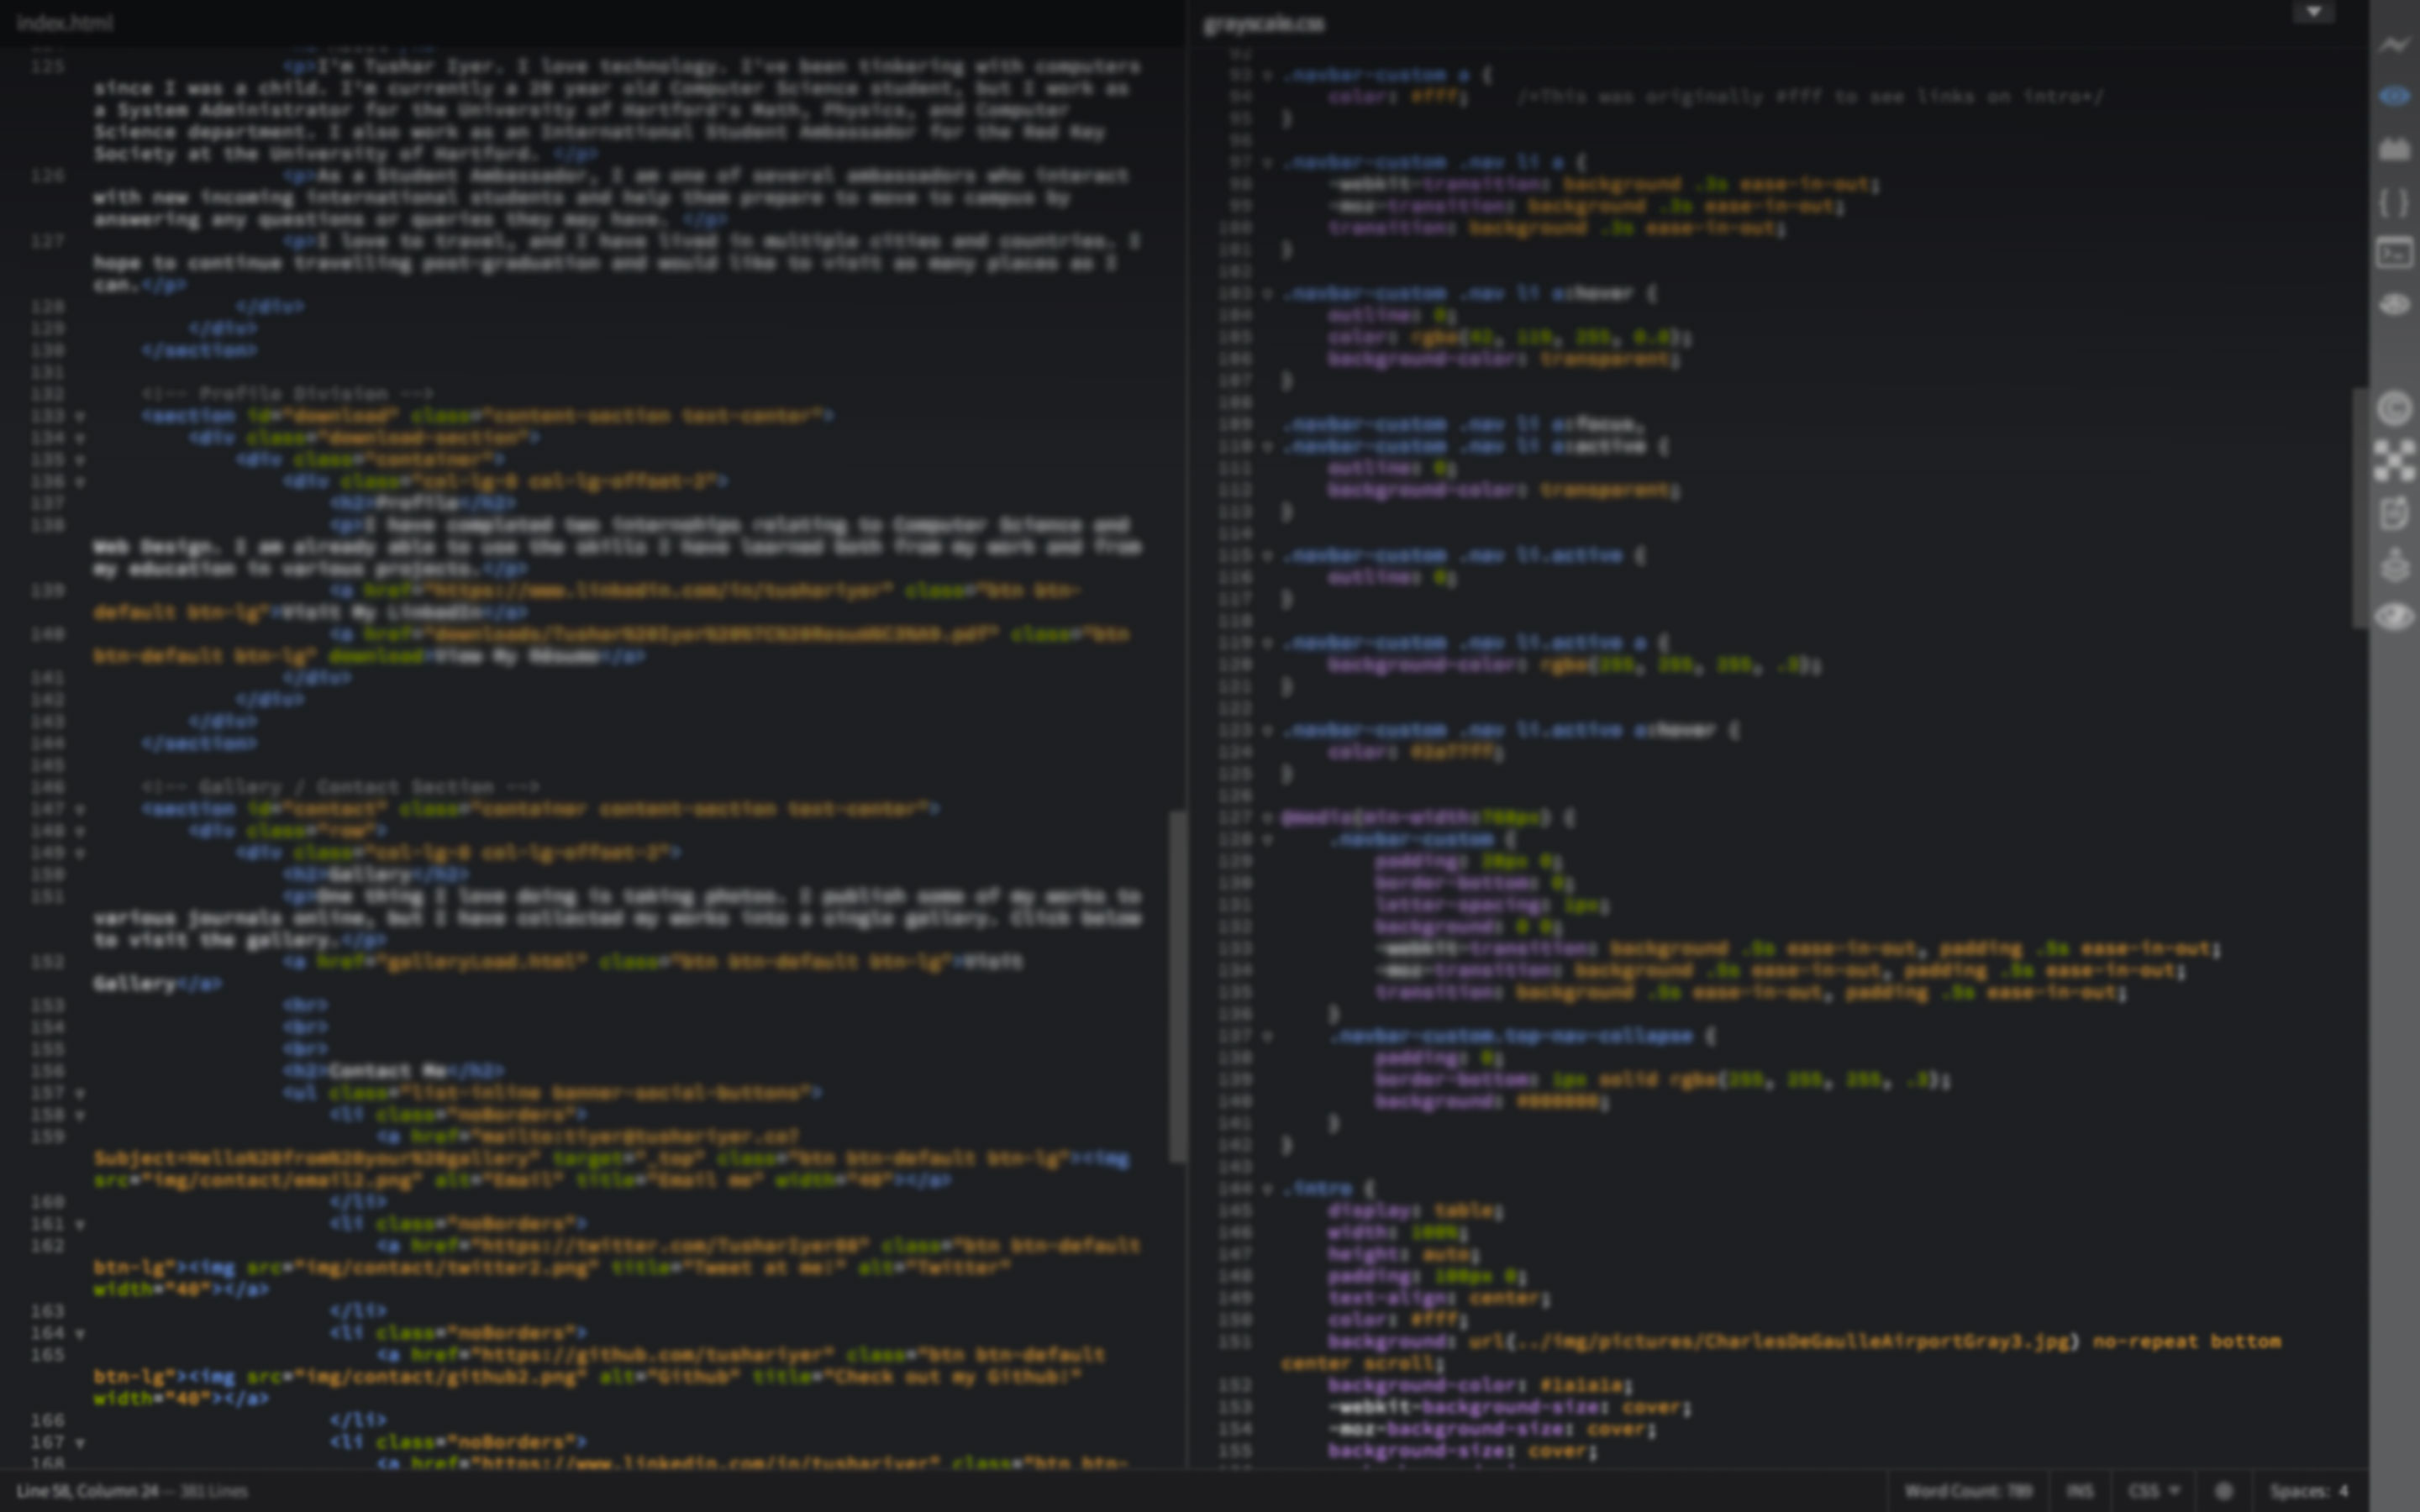 index.html
125 <p>I'm Tushar Iyer. I love technology. I've been tinkering with computers
since I was a child. I'm currently a 20 year old Computer Science student, but I work as
a System Administrator for the University of Hartford's Math, Physics, and Computer
Science department. I also work as an International Student Ambassador for the Red Key
Society at the University of Hartford. </p>
126 <p>As a Student Ambassador, I am one of several ambassadors who interact
with new incoming international students and help them prepare to move to campus by
answering any questions or queries they may have. </p>
127 <p>I love to travel, and I have lived in multiple cities and countries. I
hope to continue travelling post-graduation and would like to visit as many places as I
can.</p>
128 </div>
129 </div>
130 </section>
131
132 <!-- Profile Division -->
133 <section id="download" class="content-section text-center">
134 <div class="download-section">
135 <div class="container">
136 <div class="col-lg-8 col-lg-offset-2">
137 <h2>Profile</h2>
138 <p>I have completed two internships relating to Computer Science and
Web Design. I am already able to use the skills I have learned both from my work and from
my education in various projects.</p>
139 <a href="https://www.linkedin.com/in/tushariyer" class="btn btn-
default btn-lg">Visit My LinkedIn</a>
140 <a class="btn
btn-default btn-lg" download>View My Résumé</a>
141 </div>
142 </div>
143 </div>
144 </section>
145
146 <!-- Gallery / Contact Section -->
147 <section id="contact" class="container content-section text-center">
148 <div class="row">
149 <div class="col-lg-8 col-lg-offset-2">
150 <h2>Gallery</h2>
151 <p>One thing I love doing is taking photos. I publish some of my works to
various journals online, but I have collected my works into a single gallery. Click below
to visit the gallery.</p>
152 <a href="galleryLoad.html" class="btn btn-default btn-lg">Visit
Gallery</a>
153 <hr>
154 <br>
155 <br>
156 <h2>Contact Me</h2>
157 <ul class="list-inline banner-social-buttons">
158 <li class="noBorders">
159 <a href="mailto:tiyer@tushariyer.co?
Subject=Hello%20from%20your%20gallery" target="_top" class="btn btn-default btn-lg"><img
src="img/contact/email2.png" alt="Email" title="Email me" width="40"></a>
160 </li>
161 <li class="noBorders">
162 <a href="https://twitter.com/TusharIyer08" class="btn btn-default
btn-lg"><img src="img/contact/twitter2.png" title="Tweet at me!" alt="Twitter"
width="40"></a>
163 </li>
164 <li class="noBorders">
165 <a href="https://github.com/tushariyer" class="btn btn-default
btn-lg"><img src="img/contact/github2.png" alt="Github" title="Check out my Github!"
width="40"></a>
166 </li>
167 <li class="noBorders">
168 <a href="https://www.linkedin.com/in/tushariyer" class="btn btn-
Line 58, Column 24 — 381 Lines
grayscale.css
92
93 .navbar-custom a {
94 color: #fff; /*This was originally #fff to see links on intro*/
95 }
96
97 .navbar-custom .nav li a {
98 -webkit-transition: background .3s ease-in-out;
99 -moz-transition: background .3s ease-in-out;
100 transition: background .3s ease-in-out;
101 }
102
103 .navbar-custom .nav li a:hover {
104 outline: 0;
105 color: rgba(42, 119, 255, 0.8);
106 background-color: transparent;
107 }
108
109 .navbar-custom .nav li a:focus,
110 .navbar-custom .nav li a:active {
111 outline: 0;
112 background-color: transparent;
113 }
114
115 .navbar-custom .nav li.active {
116 outline: 0;
117 }
118
119 .navbar-custom .nav li.active a {
120 background-color: rgba(255, 255, 255, .3);
121 }
122
123 .navbar-custom .nav li.active a:hover {
124 color: #2a77ff;
125 }
126
127 @media(min-width:768px) {
128 .navbar-custom {
129 padding: 20px 0;
130 border-bottom: 0;
131 letter-spacing: 1px;
132 background: 0 0;
133 -webkit-transition: background .5s ease-in-out, padding .5s ease-in-out;
134 -moz-transition: background .5s ease-in-out, padding .5s ease-in-out;
135 transition: background .5s ease-in-out, padding .5s ease-in-out;
136 }
137 .navbar-custom.top-nav-collapse {
138 padding: 0;
139 border-bottom: 1px solid rgba(255, 255, 255, .3);
140 background: #000000;
141 }
142 }
143
144 .intro {
145 display: table;
146 width: 100%;
147 height: auto;
148 padding: 100px 0;
149 text-align: center;
150 color: #fff;
151 background: url(../img/pictures/CharlesDeGaulleAirportGray3.jpg) no-repeat bottom
center scroll;
152 background-color: #1a1a1a;
153 -webkit-background-size: cover;
154 -moz-background-size: cover;
155 background-size: cover;
Word Count: 789 INS CSS Spaces: 4